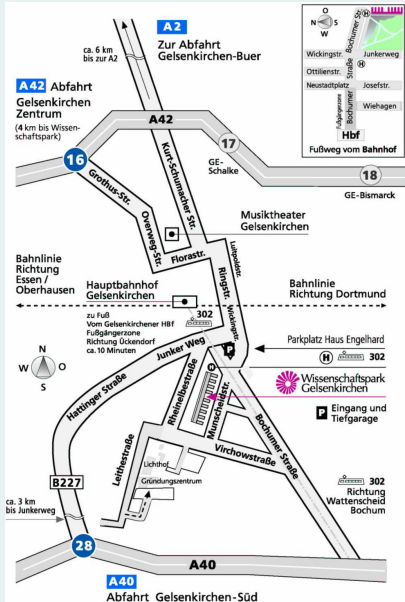 A2
ca. 6 km
bis zur A2
Zur Abfahrt
Gelsenkirchen-Buer
N
O
S
W
Bochumer Str.
H
Wickingstr.
Junkerweg
Ottilienstr.
H
Straße
Neustadtplatz
Josefstr.
Bochumer
Wiehagen
Fußgängerzone
Hbf
Fußweg vom Bahnhof
A42 Abfahrt
Gelsenkirchen
Zentrum
(4 km bis Wissen-
schaftspark)
A42
16
17
GE-
Schalke
18
GE-Bismarck
Kurt-Schumacher Str.
Grothus-Str.
Overweg-Str.
Musiktheater
Gelsenkirchen
Florastr.
Luitpoldstr.
Ringstr.
Wickingstr.
Bahnlinie
Richtung
Essen /
Oberhausen
Hauptbahnhof
Gelsenkirchen
Bahnlinie
Richtung Dortmund
302
zu Fuß
Vom Gelsenkirchener HBf
Fußgängerzone
Richtung Ückendorf
ca. 10 Minuten
Parkplatz Haus Engelhard
P
H 302
N
W O
S
Junker Weg
Hattinger Straße
Rheinelbestraße
H
Munscheidstr.
Bochumer Straße
Wissenschaftspark
Gelsenkirchen
P Eingang und
Tiefgarage
Virchowstraße
Leithestraße
Lichthof
Gründungszentrum
302
Richtung
Wattenscheid
Bochum
B227
ca. 3 km
bis Junkerweg
28
A40
A40
Abfahrt Gelsenkirchen-Süd